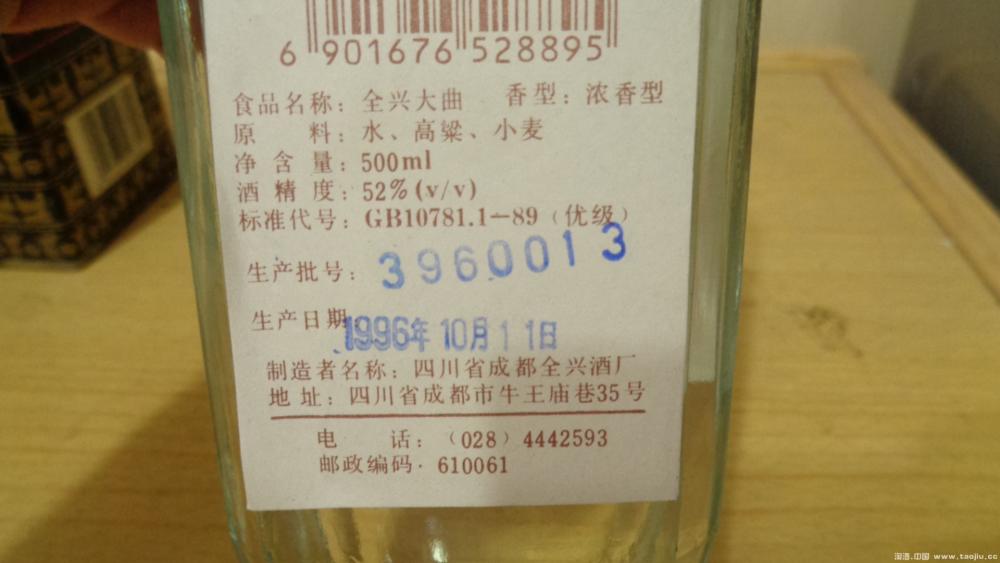 6 901676 528895
食品名称：全兴大曲 香型：浓香型
原 料：水、高粱、小麦
净含量：500ml
酒精度：52%(v/v)
标准代号：GB10781.1-89（优级）
生产批号：3960013
生产日期 1996年10月11日
制造者名称：四川省成都全兴酒厂
地址：四川省成都市牛王庙巷35号
电 话：（028）4442593
邮政编码·610061
淘酒.中国 www.taojiu.cc